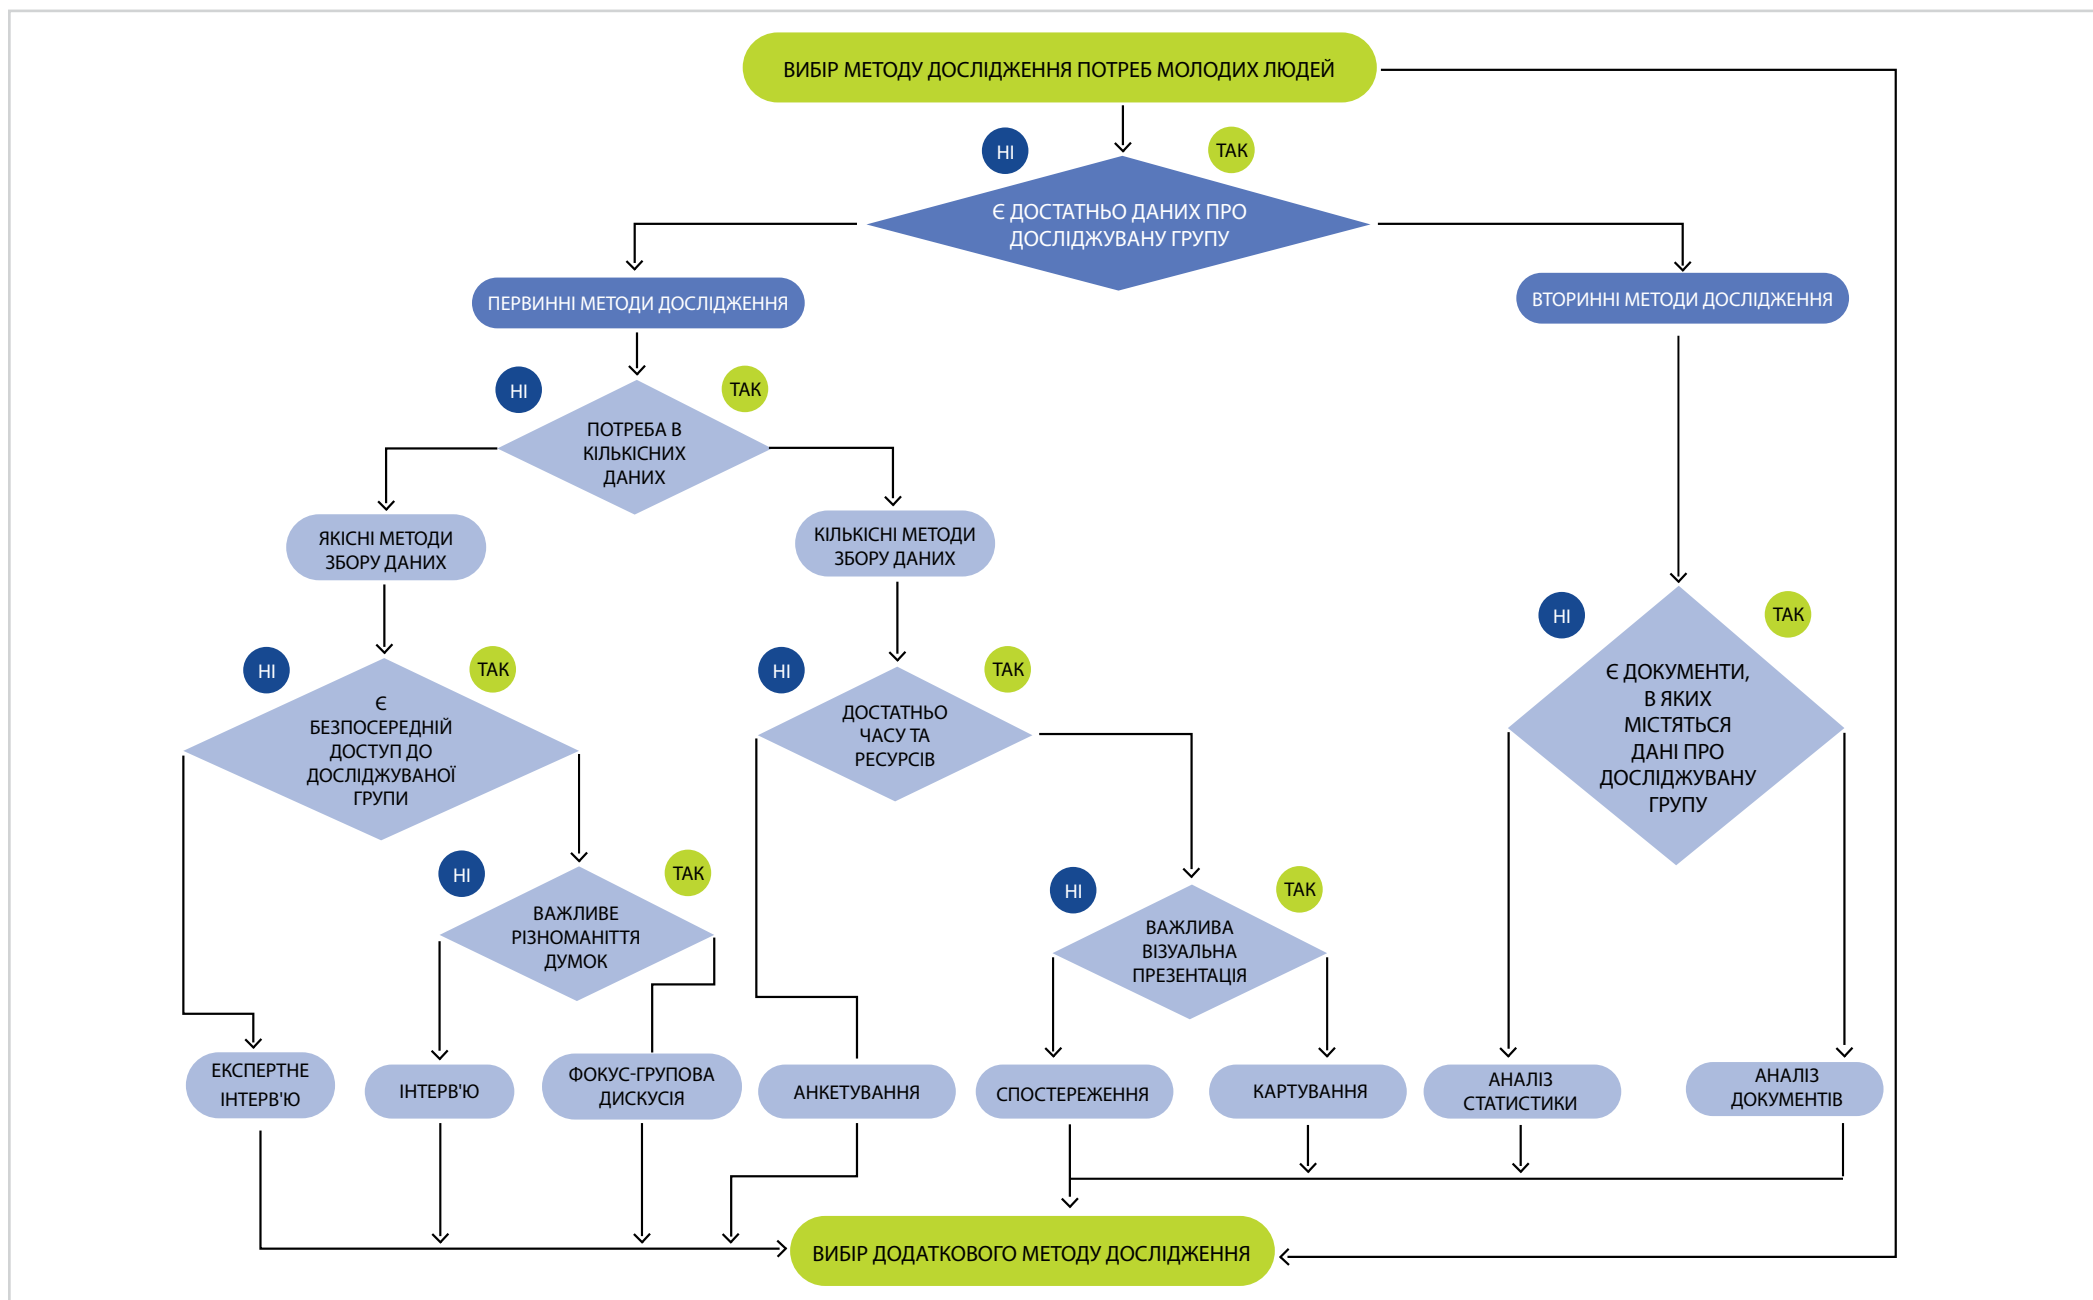 ВИБІР МЕТОДУ ДОСЛІДЖЕННЯ ПОТРЕБ МОЛОДИХ ЛЮДЕЙ
НІ
ТАК
Є ДОСТАТНЬО ДАНИХ ПРО
ДОСЛІДЖУВАНУ ГРУПУ
ПЕРВИННІ МЕТОДИ ДОСЛІДЖЕННЯ
ВТОРИННІ МЕТОДИ ДОСЛІДЖЕННЯ
НІ
ТАК
ПОТРЕБА В
КІЛЬКІСНИХ
ДАНИХ
ЯКІСНІ МЕТОДИ
ЗБОРУ ДАНИХ
КІЛЬКІСНІ МЕТОДИ
ЗБОРУ ДАНИХ
НІ
ТАК
Є
БЕЗПОСЕРЕДНІЙ
ДОСТУП ДО
ДОСЛІДЖУВАНОЇ
ГРУПИ
НІ
ТАК
ДОСТАТНЬО
ЧАСУ ТА
РЕСУРСІВ
НІ
ТАК
Є ДОКУМЕНТИ,
В ЯКИХ
МІСТЯТЬСЯ
ДАНІ ПРО
ДОСЛІДЖУВАНУ
ГРУПУ
НІ
ТАК
ВАЖЛИВЕ
РІЗНОМАНІТТЯ
ДУМОК
НІ
ТАК
ВАЖЛИВА
ВІЗУАЛЬНА
ПРЕЗЕНТАЦІЯ
ЕКСПЕРТНЕ
ІНТЕРВ'Ю
ІНТЕРВ'Ю
ФОКУС-ГРУПОВА
ДИСКУСІЯ
АНКЕТУВАННЯ
СПОСТЕРЕЖЕННЯ
КАРТУВАННЯ
АНАЛІЗ
СТАТИСТИКИ
АНАЛІЗ
ДОКУМЕНТІВ
ВИБІР ДОДАТКОВОГО МЕТОДУ ДОСЛІДЖЕННЯ